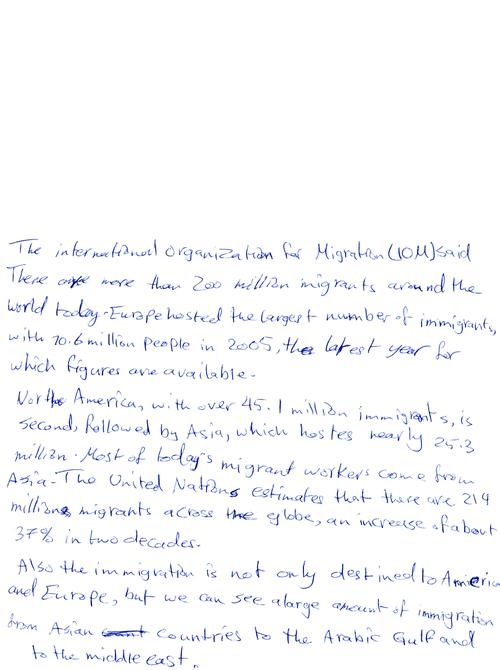 The international organization for Migration (IOM) said
There are more than 200 million migrants around the
world today. Europe hosted the largest number of immigrants,
with 70.6 million people in 2005, the latest year for
which figures are available.
North America, with over 45.1 million immigrants, is
second, followed by Asia, which hostes nearly 25.3
million. Most of today's migrant workers come from
Asia. The United Nations estimates that there are 214
millions migrants across the globe, an increase of about
37% in two decades.
Also the immigration is not only destined to America
and Europe, but we can see a large amount of immigration
from Asian countries to the Arabic Gulf and
to the middle east.